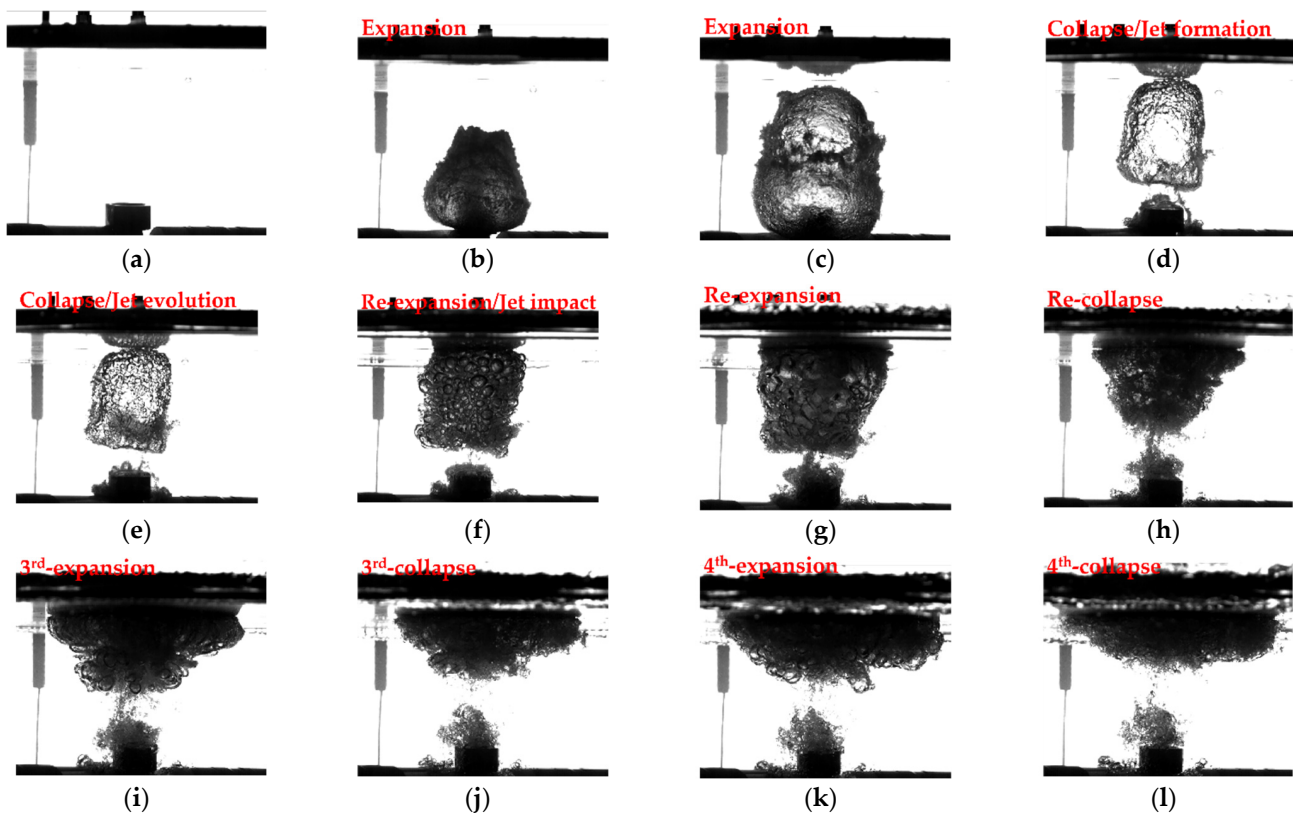 Expansion
Expansion
Collapse/Jet formation
(a)
(b)
(c)
(d)
Collapse/Jet evolution
Re-expansion/Jet impact
Re-expansion
Re-collapse
(e)
(f)
(g)
(h)
3rd-expansion
3rd-collapse
4th-expansion
4th-collapse
(i)
(j)
(k)
(l)